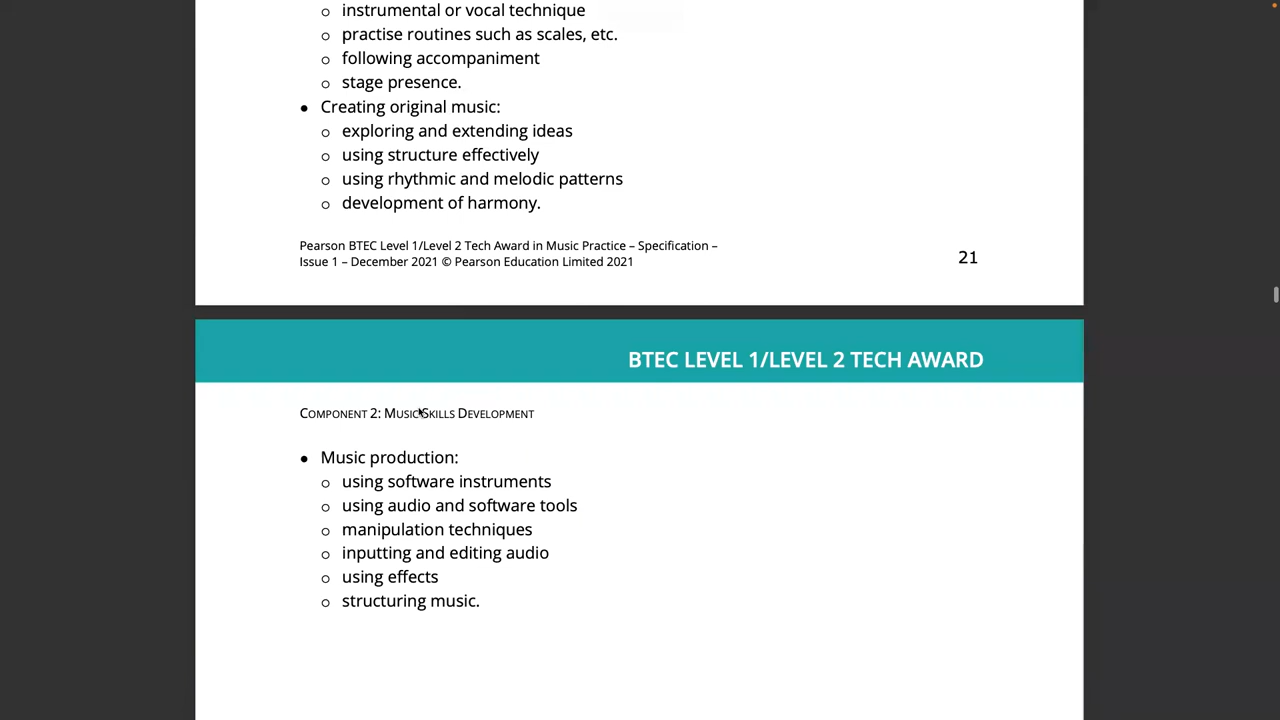 ○ instrumental or vocal technique
○ practise routines such as scales, etc.
○ following accompaniment
○ stage presence.
● Creating original music:
○ exploring and extending ideas
○ using structure effectively
○ using rhythmic and melodic patterns
○ development of harmony.
Pearson BTEC Level 1/Level 2 Tech Award in Music Practice – Specification –
Issue 1 – December 2021 © Pearson Education Limited 2021
21
BTEC LEVEL 1/LEVEL 2 TECH AWARD
Component 2: Music Skills Development
● Music production:
○ using software instruments
○ using audio and software tools
○ manipulation techniques
○ inputting and editing audio
○ using effects
○ structuring music.